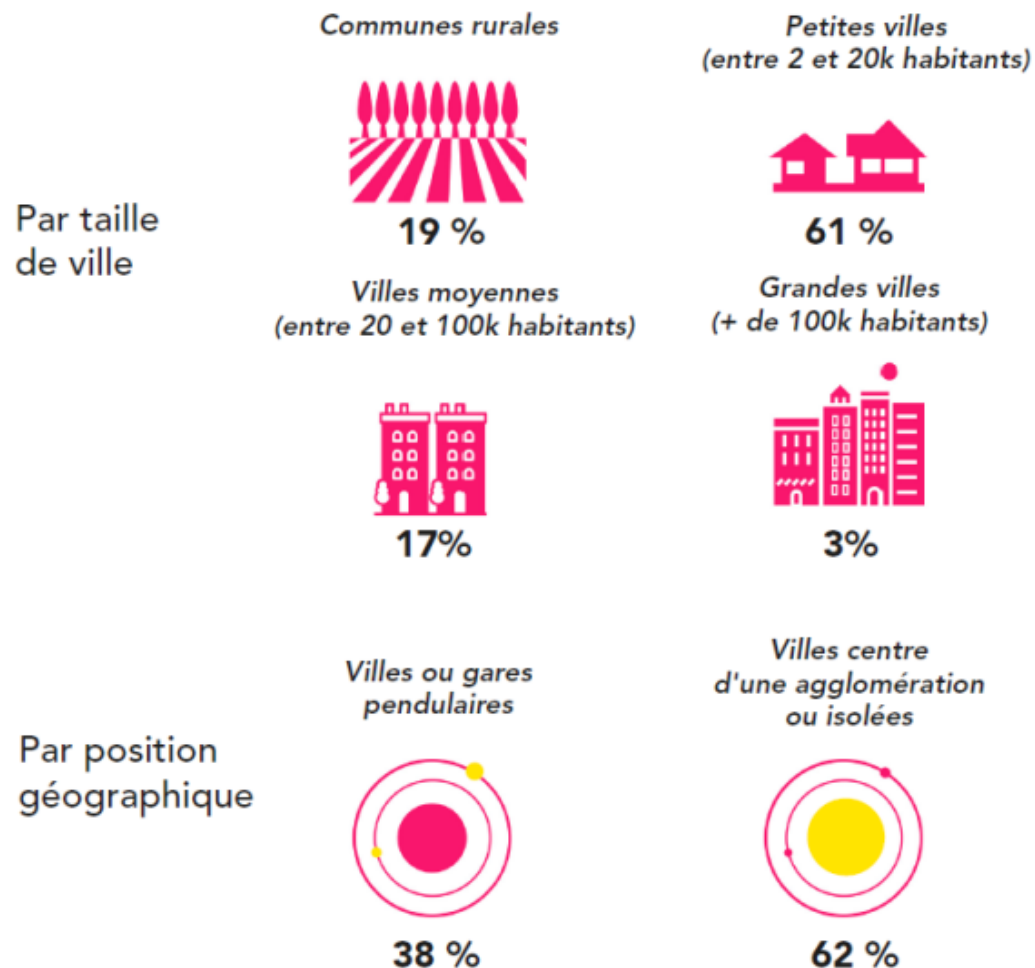 Communes rurales
Petites villes
(entre 2 et 20k habitants)
Par taille
de ville
19 %
61 %
Villes moyennes
(entre 20 et 100k habitants)
Grandes villes
(+ de 100k habitants)
17%
3%
Par position
géographique
Villes ou gares
pendulaires
Villes centre
d'une agglomération
ou isolées
38 %
62 %